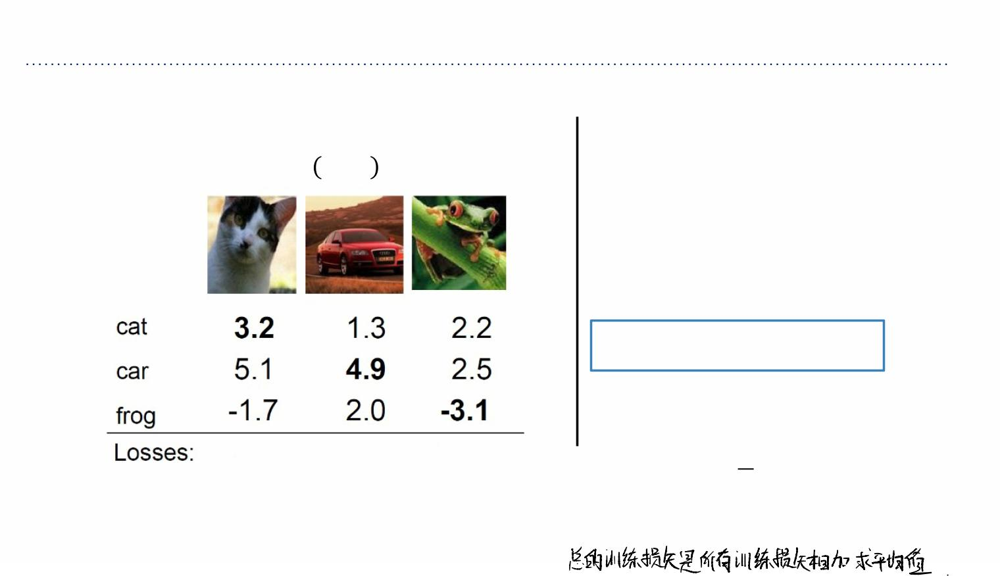 ( )
cat 3.2 1.3 2.2
car 5.1 4.9 2.5
frog -1.7 2.0 -3.1
Losses:
总的训练损失是所有训练损失相加求平均值